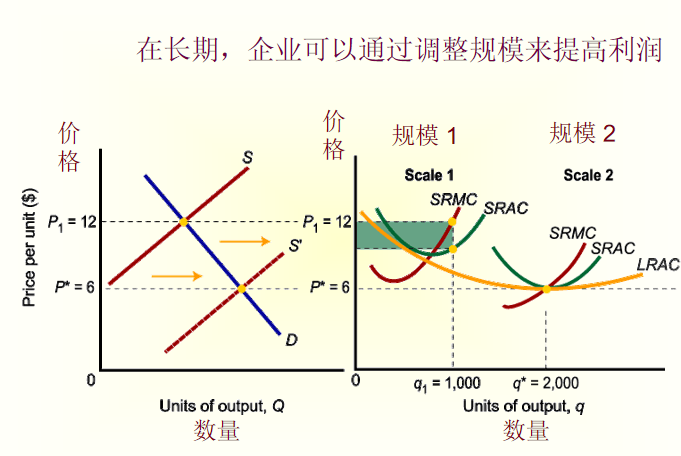 在长期，企业可以通过调整规模来提高利润
价格
Price per unit ($)
S
P₁ = 12
S'
P* = 6
D
0
Units of output, Q
数量
价格
规模 1
规模 2
Scale 1
Scale 2
SRMC
SRAC
P₁ = 12
SRMC
SRAC
LRAC
P* = 6
0
q₁ = 1,000
q* = 2,000
Units of output, q
数量